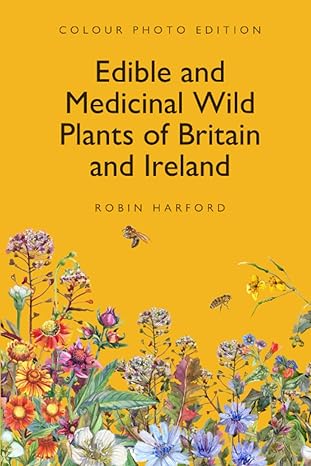 COLOUR PHOTO EDITION
Edible and
Medicinal Wild
Plants of Britain
and Ireland
ROBIN HARFORD